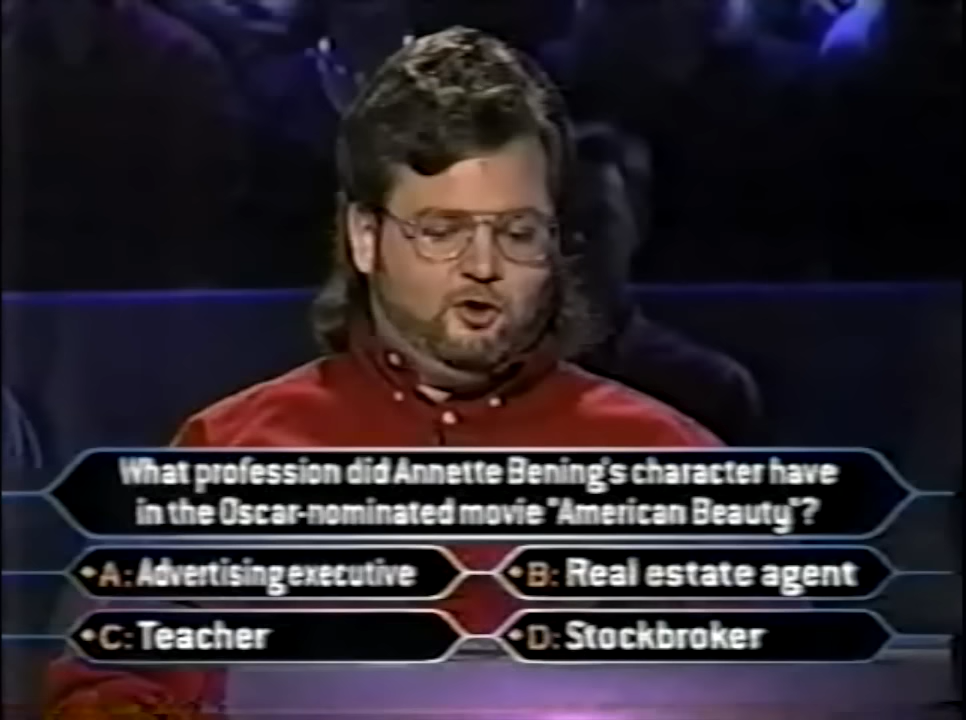 What profession did Annette Bening's character have
in the Oscar-nominated movie "American Beauty"?
A: Advertising executive
B: Real estate agent
C: Teacher
D: Stockbroker